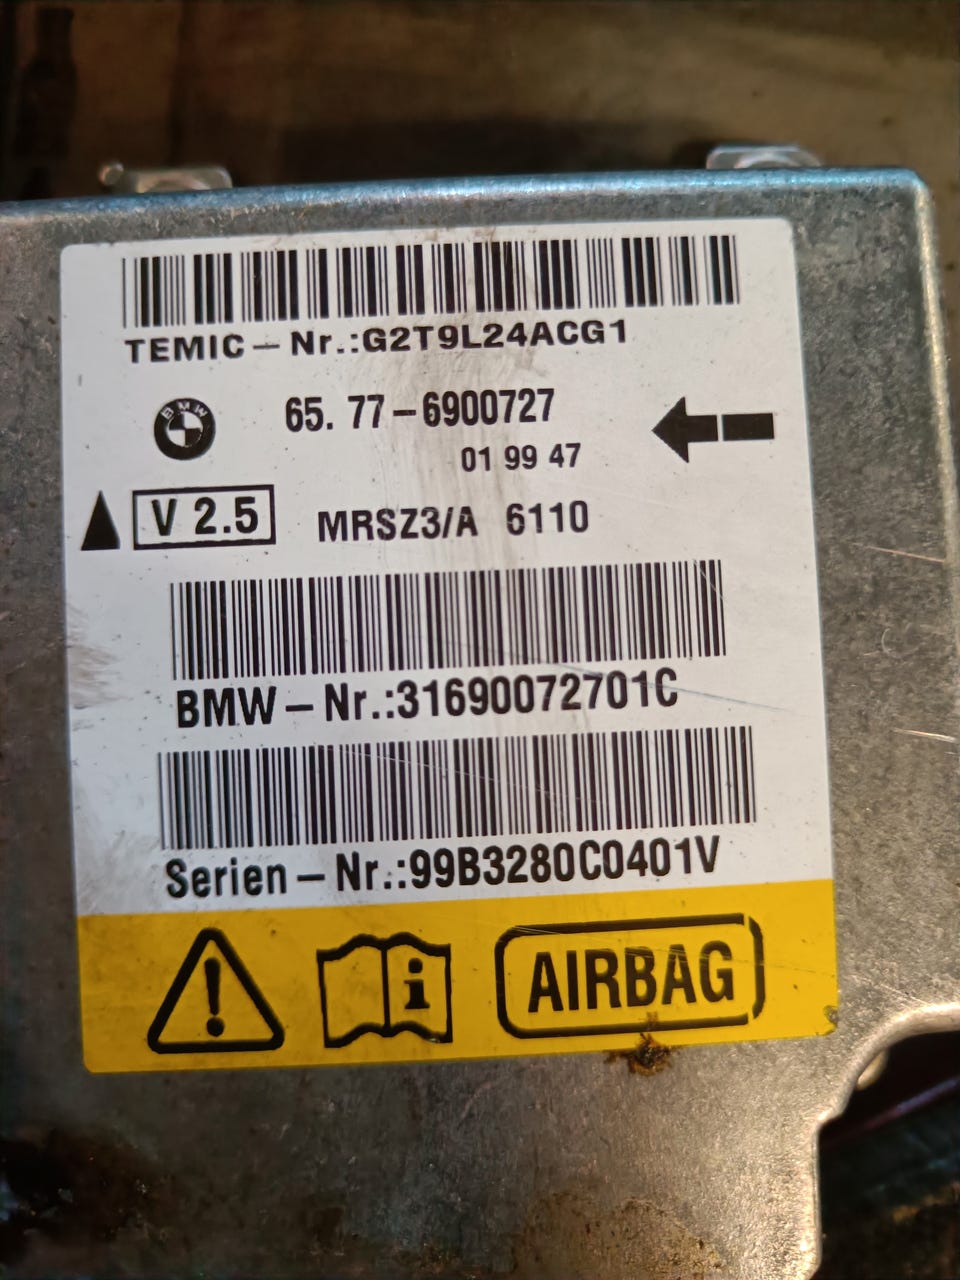 TEMIC – Nr.:G2T9L24ACG1
BMW
65. 77 – 6900727
01 99 47
V 2.5 MRSZ3/A 6110
BMW – Nr.:31690072701C
Serien – Nr.:99B3280C0401V
! i AIRBAG